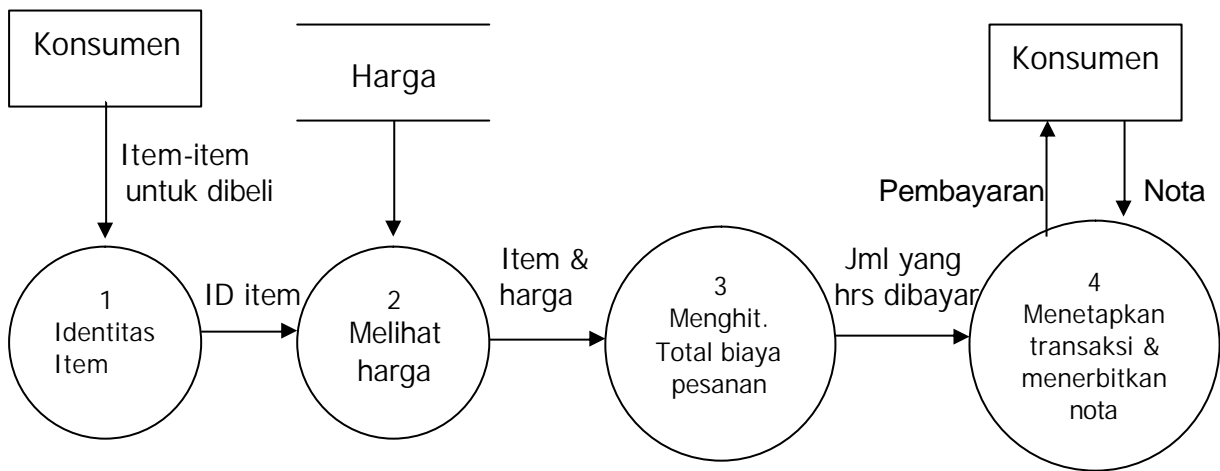 Konsumen
Harga
Konsumen
Item-item
untuk dibeli
Pembayaran
Nota
ID item
Item &
harga
Jml yang
hrs dibayar
1
Identitas
Item
2
Melihat
harga
3
Menghit.
Total biaya
pesanan
4
Menetapkan
transaksi &
menerbitkan
nota